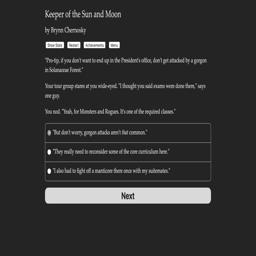 Keeper of the Sun and Moon
by Brynn Chernosky
Show Stats Restart Achievements Menu
"Pro-tip, if you don't want to end up in the President's office, don't get attacked by a gorgon
in Solanaceae Forest."
Your tour group stares at you wide-eyed. "I thought you said exams were done them," says
one guy.
You nod. "Yeah, for Monsters and Rogues. It's one of the required classes."
"But don't worry, gorgon attacks aren't that common."
"They really need to reconsider some of the core curriculum here."
"I also had to fight off a manticore there once with my suitemates."
Next